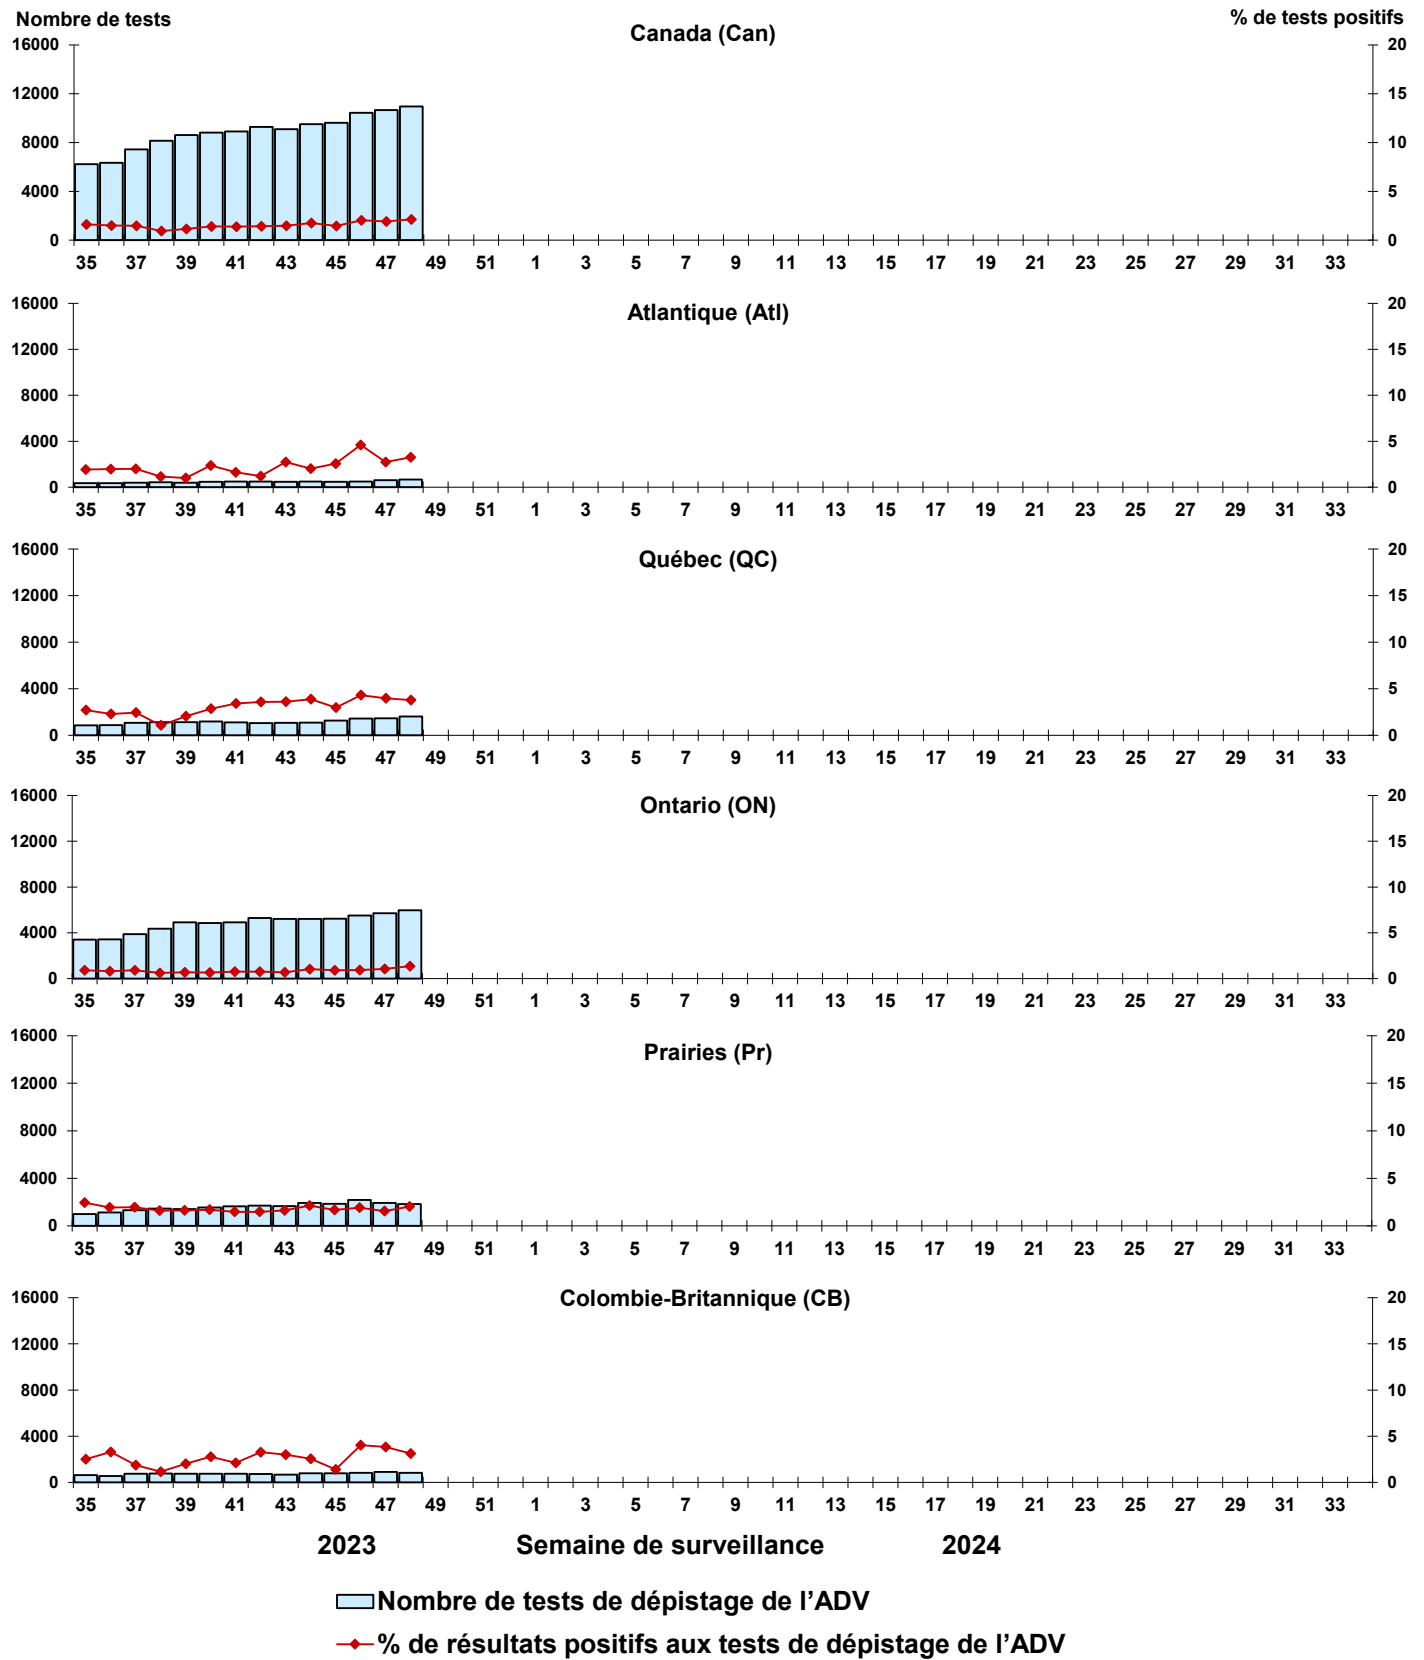 Nombre de tests
% de tests positifs
Canada (Can)
16000 20
12000 15
8000 10
4000 5
0 0
35 37 39 41 43 45 47 49 51 1 3 5 7 9 11 13 15 17 19 21 23 25 27 29 31 33
Atlantique (Atl)
16000 20
12000 15
8000 10
4000 5
0 0
35 37 39 41 43 45 47 49 51 1 3 5 7 9 11 13 15 17 19 21 23 25 27 29 31 33
Québec (QC)
16000 20
12000 15
8000 10
4000 5
0 0
35 37 39 41 43 45 47 49 51 1 3 5 7 9 11 13 15 17 19 21 23 25 27 29 31 33
Ontario (ON)
16000 20
12000 15
8000 10
4000 5
0 0
35 37 39 41 43 45 47 49 51 1 3 5 7 9 11 13 15 17 19 21 23 25 27 29 31 33
Prairies (Pr)
16000 20
12000 15
8000 10
4000 5
0 0
35 37 39 41 43 45 47 49 51 1 3 5 7 9 11 13 15 17 19 21 23 25 27 29 31 33
Colombie-Britannique (CB)
16000 20
12000 15
8000 10
4000 5
0 0
35 37 39 41 43 45 47 49 51 1 3 5 7 9 11 13 15 17 19 21 23 25 27 29 31 33
2023 Semaine de surveillance 2024
Nombre de tests de dépistage de l’ADV
% de résultats positifs aux tests de dépistage de l’ADV